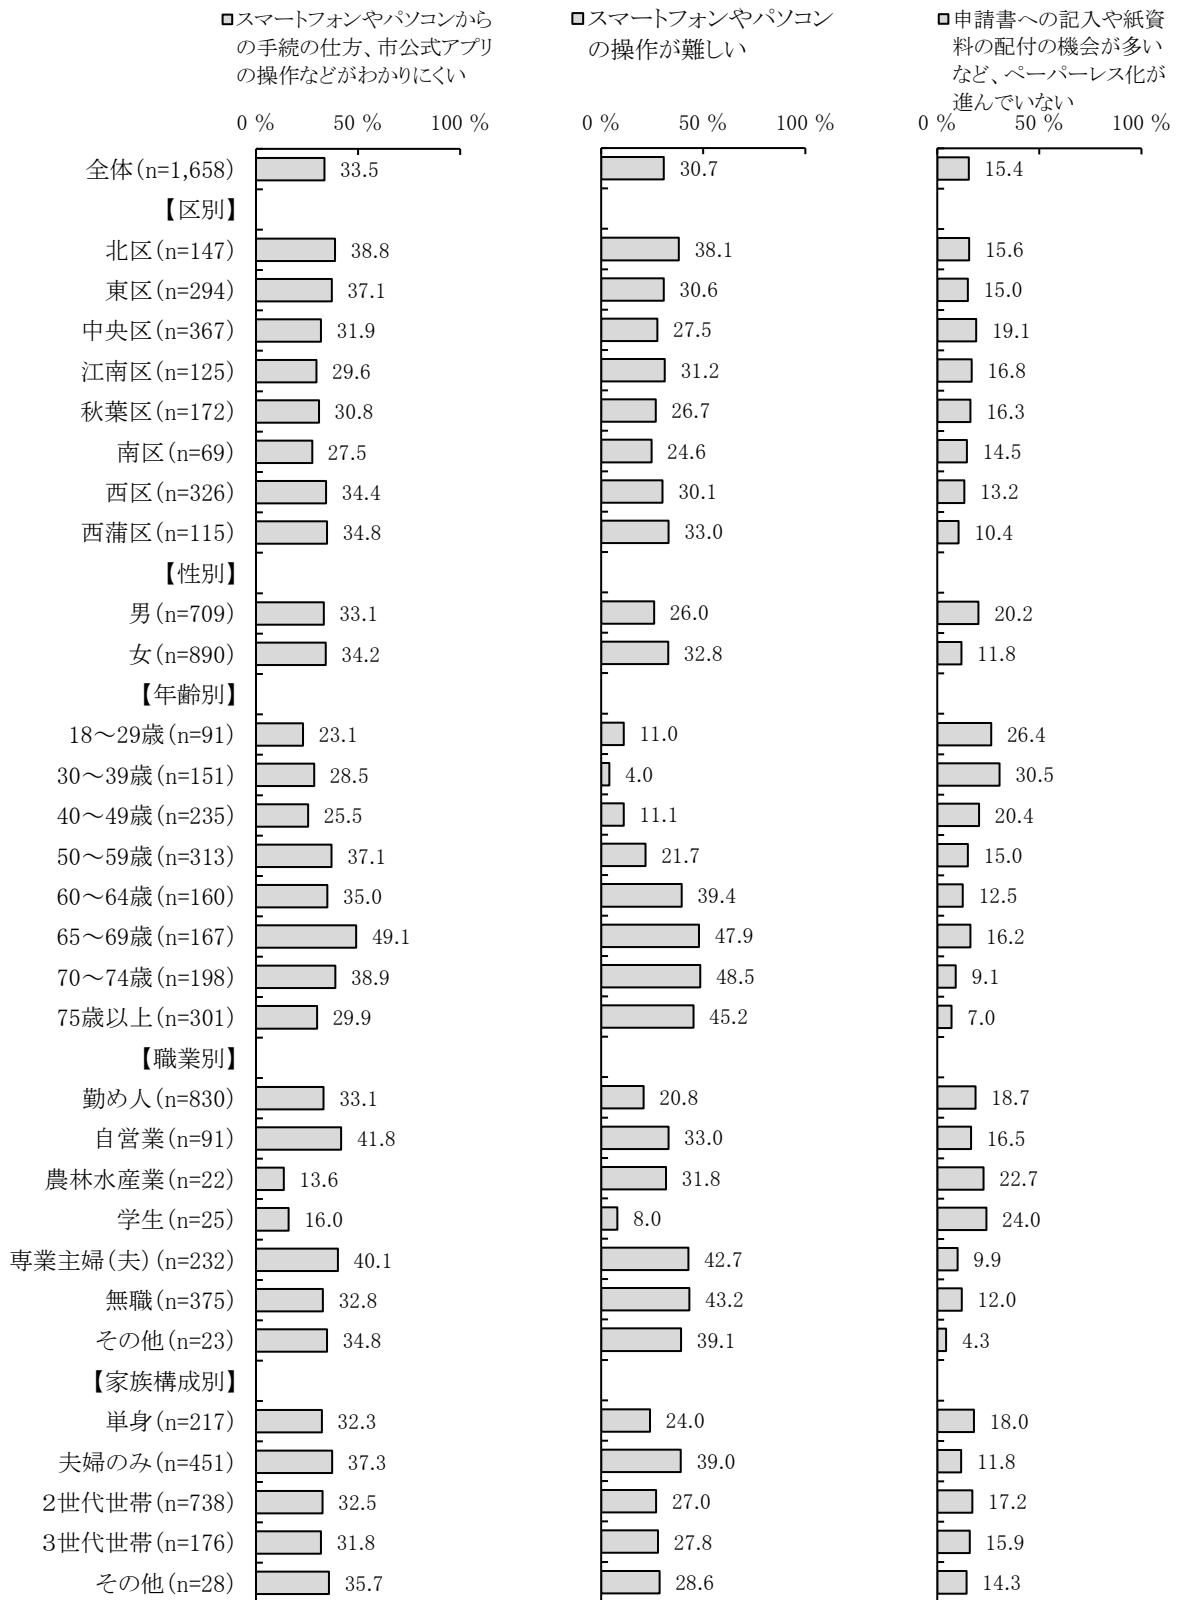 スマートフォンやパソコンから
の手続の仕方、市公式アプリ
の操作などがわかりにくい
スマートフォンやパソコン
の操作が難しい
申請書への記入や紙資
料の配付の機会が多い
など、ペーパーレス化が
進んでいない
0 % 50 % 100 % 0 % 50 % 100 % 0 % 50 % 100 %
全体(n=1,658) 33.5 30.7 15.4
【区別】
北区(n=147) 38.8 38.1 15.6
東区(n=294) 37.1 30.6 15.0
中央区(n=367) 31.9 27.5 19.1
江南区(n=125) 29.6 31.2 16.8
秋葉区(n=172) 30.8 26.7 16.3
南区(n=69) 27.5 24.6 14.5
西区(n=326) 34.4 30.1 13.2
西蒲区(n=115) 34.8 33.0 10.4
【性別】
男(n=709) 33.1 26.0 20.2
女(n=890) 34.2 32.8 11.8
【年齢別】
18～29歳(n=91) 23.1 11.0 26.4
30～39歳(n=151) 28.5 4.0 30.5
40～49歳(n=235) 25.5 11.1 20.4
50～59歳(n=313) 37.1 21.7 15.0
60～64歳(n=160) 35.0 39.4 12.5
65～69歳(n=167) 49.1 47.9 16.2
70～74歳(n=198) 38.9 48.5 9.1
75歳以上(n=301) 29.9 45.2 7.0
【職業別】
勤め人(n=830) 33.1 20.8 18.7
自営業(n=91) 41.8 33.0 16.5
農林水産業(n=22) 13.6 31.8 22.7
学生(n=25) 16.0 8.0 24.0
専業主婦(夫)(n=232) 40.1 42.7 9.9
無職(n=375) 32.8 43.2 12.0
その他(n=23) 34.8 39.1 4.3
【家族構成別】
単身(n=217) 32.3 24.0 18.0
夫婦のみ(n=451) 37.3 39.0 11.8
２世代世帯(n=738) 32.5 27.0 17.2
３世代世帯(n=176) 31.8 27.8 15.9
その他(n=28) 35.7 28.6 14.3